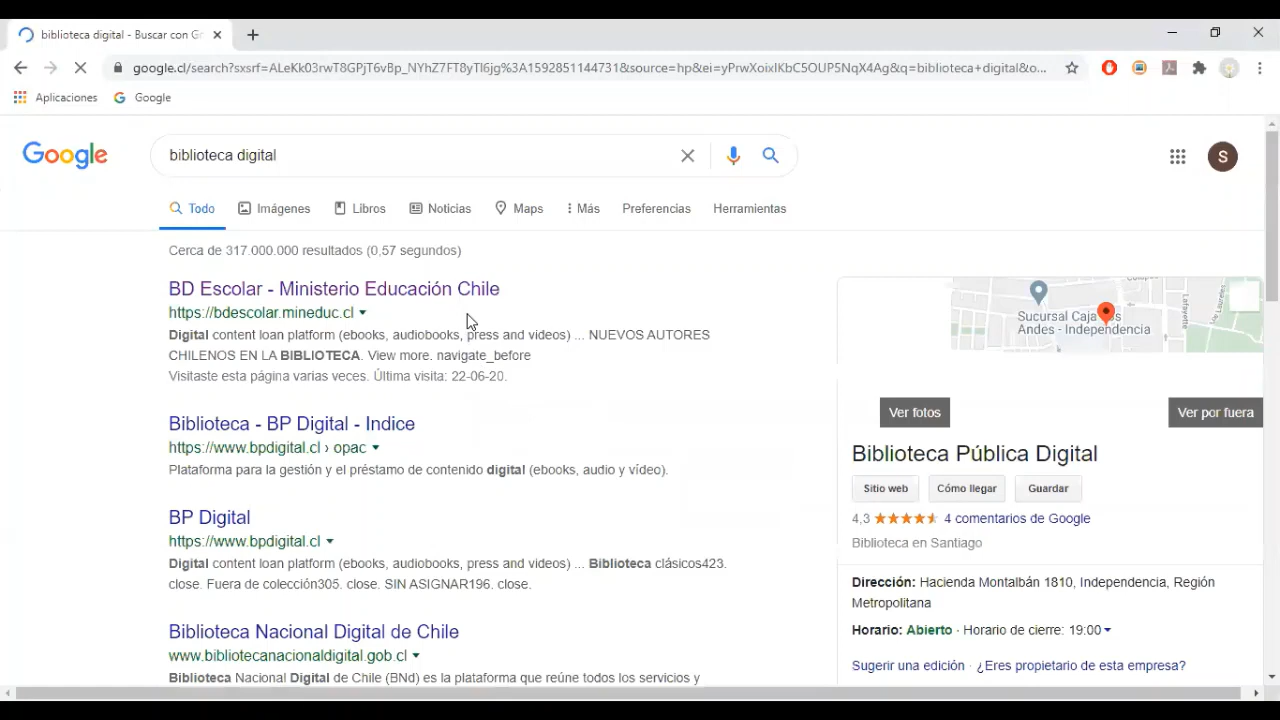 biblioteca digital - Buscar con Go
google.cl/search?sxsrf=ALeKk03rwT8GPjT6vBp_NYhZ7FT8yTl6jg%3A1592851144731&source=hp&ei=yPrwXoixLKbC5OUP5NqX4Ag&q=biblioteca+digital&o...
Aplicaciones Google
Google
biblioteca digital
S
Todo Imágenes Libros Noticias Maps Más Preferencias Herramientas
Cerca de 317.000.000 resultados (0,57 segundos)
BD Escolar - Ministerio Educación Chile
https://bdescolar.mineduc.cl
Digital content loan platform (ebooks, audiobooks, press and videos) ... NUEVOS AUTORES
CHILENOS EN LA BIBLIOTECA. View more. navigate_before
Visitaste esta página varias veces. Última visita: 22-06-20.
Biblioteca - BP Digital - Indice
https://www.bpdigital.cl › opac
Plataforma para la gestión y el préstamo de contenido digital (ebooks, audio y vídeo).
BP Digital
https://www.bpdigital.cl
Digital content loan platform (ebooks, audiobooks, press and videos) ... Biblioteca clásicos423.
close. Fuera de colección305. close. SIN ASIGNAR196. close.
Biblioteca Nacional Digital de Chile
www.bibliotecanacionaldigital.gob.cl
Biblioteca Nacional Digital de Chile (BNd) es la plataforma que reúne todos los servicios y
Sucursal Caja
Andes - Independencia
Lafayette
Ver fotos
Ver por fuera
Biblioteca Pública Digital
Sitio web Cómo llegar Guardar
4,3 4 comentarios de Google
Biblioteca en Santiago
Dirección: Hacienda Montalbán 1810, Independencia, Región
Metropolitana
Horario: Abierto · Horario de cierre: 19:00
Sugerir una edición · ¿Eres propietario de esta empresa?